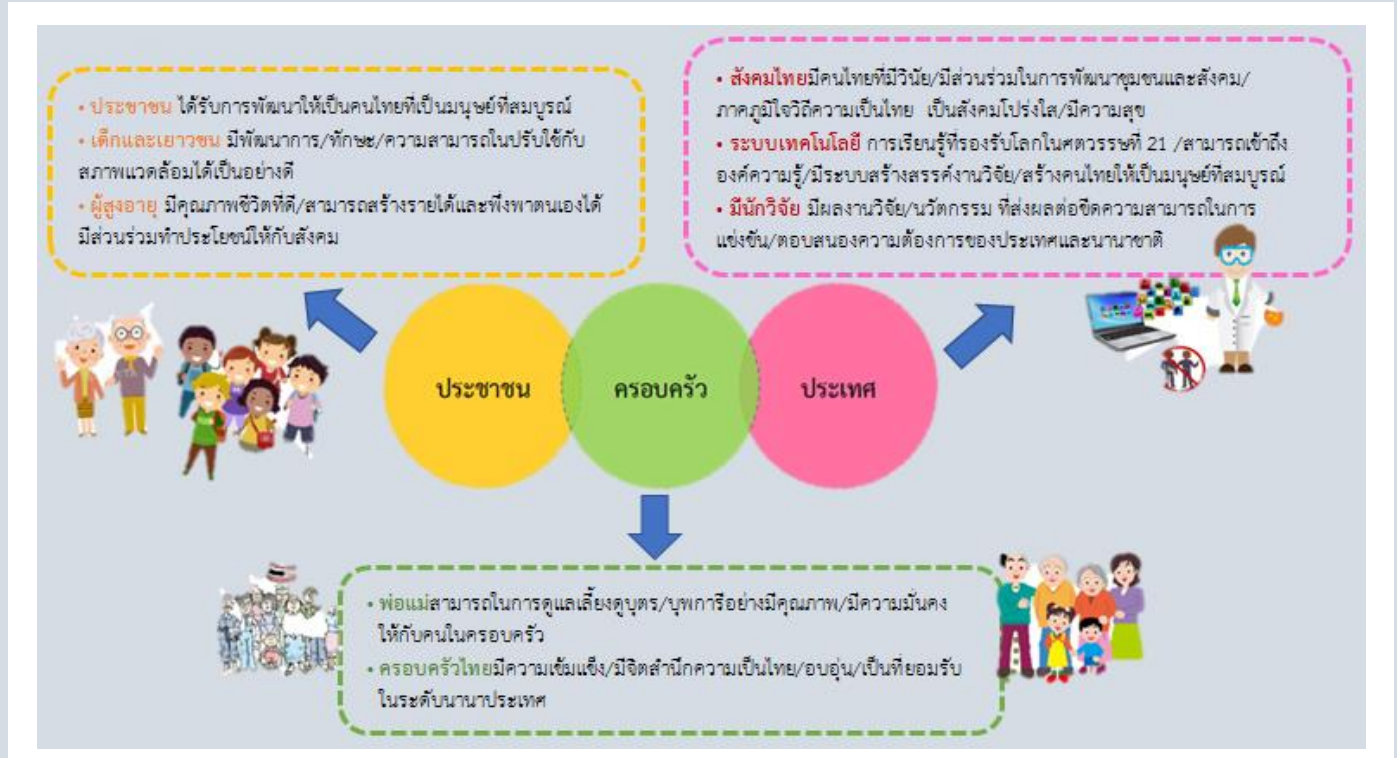 • ประชาชน ได้รับการพัฒนาให้เป็นคนไทยที่เป็นมนุษย์ที่สมบูรณ์
• เด็กและเยาวชน มีพัฒนาการ/ทักษะ/ความสามารถในปรับใช้กับ
สภาพแวดล้อมได้เป็นอย่างดี
• ผู้สูงอายุ มีคุณภาพชีวิตที่ดี/สามารถสร้างรายได้และพึ่งพาตนเองได้
มีส่วนร่วมทำประโยชน์ให้กับสังคม
• สังคมไทยมีคนไทยที่มีวินัย/มีส่วนร่วมในการพัฒนาชุมชนและสังคม/
ภาคภูมิใจวิถีความเป็นไทย เป็นสังคมโปร่งใส/มีความสุข
• ระบบเทคโนโลยี การเรียนรู้ที่รองรับโลกในศตวรรษที่ 21 /สามารถเข้าถึง
องค์ความรู้/มีระบบสร้างสรรค์งานวิจัย/สร้างคนไทยให้เป็นมนุษย์ที่สมบูรณ์
• มีนักวิจัย มีผลงานวิจัย/นวัตกรรม ที่ส่งผลต่อขีดความสามารถในการ
แข่งขัน/ตอบสนองความต้องการของประเทศและนานาชาติ
ประชาชน
ครอบครัว
ประเทศ
• พ่อแม่สามารถในการดูแลเลี้ยงดูบุตร/บุพการีอย่างมีคุณภาพ/มีความมั่นคง
ให้กับคนในครอบครัว
• ครอบครัวไทยมีความเข้มแข็ง/มีจิตสำนึกความเป็นไทย/อบอุ่น/เป็นที่ยอมรับ
ในระดับนานาประเทศ